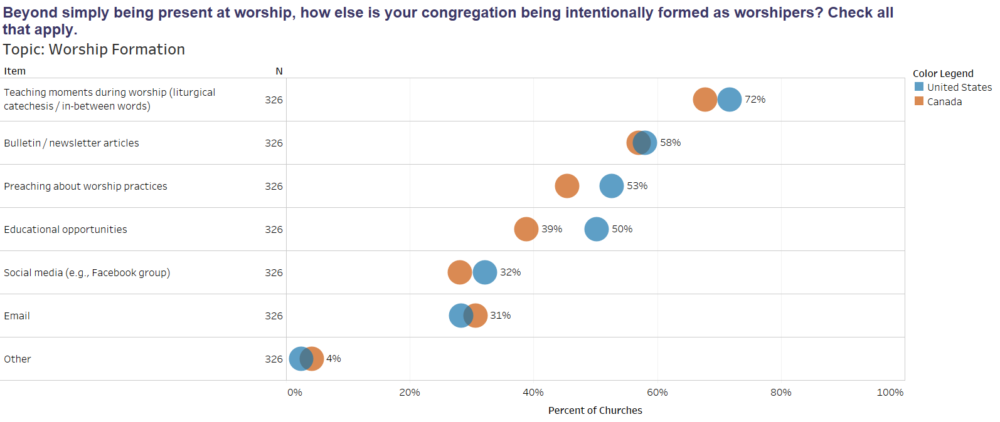 Beyond simply being present at worship, how else is your congregation being intentionally formed as worshipers? Check all
that apply.
Topic: Worship Formation
Item N
Color Legend
United States
Canada
Teaching moments during worship (liturgical
catechesis / in-between words) 326 72%
Bulletin / newsletter articles 326 58%
Preaching about worship practices 326 53%
Educational opportunities 326 39% 50%
Social media (e.g., Facebook group) 326 32%
Email 326 31%
Other 326 4%
0% 20% 40% 60% 80% 100%
Percent of Churches